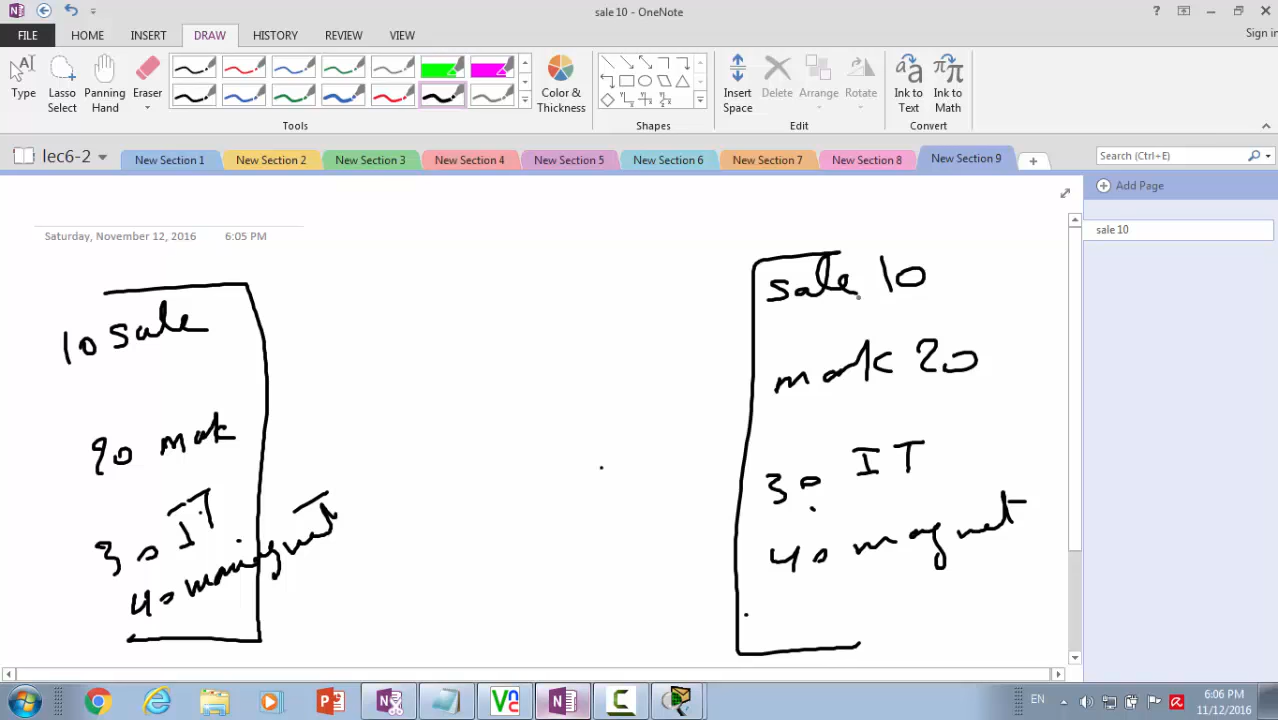 sale 10 - OneNote
Sign in
FILE HOME INSERT DRAW HISTORY REVIEW VIEW
Type
Lasso Select
Panning Hand
Eraser
Color & Thickness
Insert Space
Delete
Arrange
Rotate
Ink to Text
Ink to Math
Tools
Shapes
Edit
Convert
lec6-2
New Section 1
New Section 2
New Section 3
New Section 4
New Section 5
New Section 6
New Section 7
New Section 8
New Section 9
Search (Ctrl+E)
Add Page
sale 10
Saturday, November 12, 2016 6:05 PM
10 sale
20 mak
30 IT
40
sale 10
mark 20
30 IT
40 magnet
EN
6:06 PM
11/12/2016